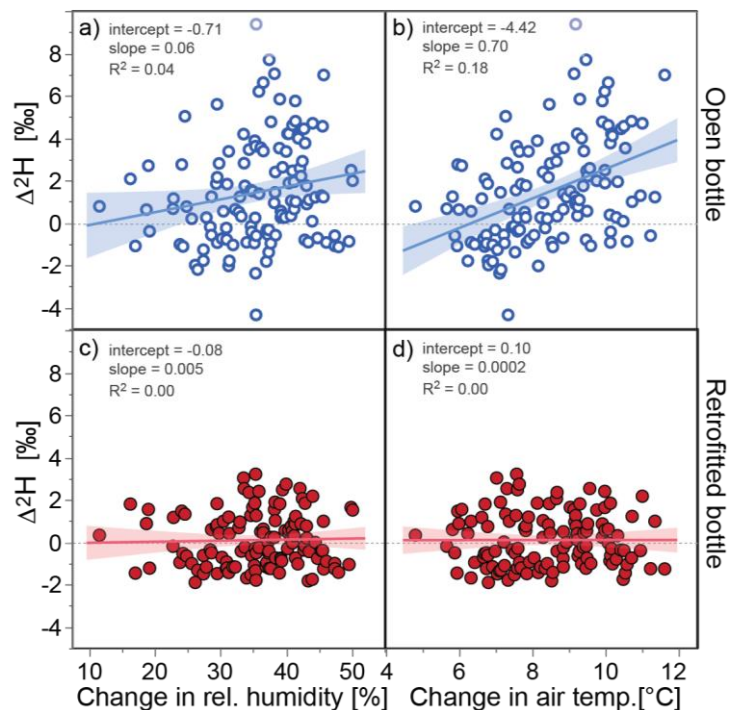 a)
intercept = -0.71
slope = 0.06
R² = 0.04
b)
intercept = -4.42
slope = 0.70
R² = 0.18
8
6
4
2
0
-2
-4
Δ²H [‰]
Open bottle
c)
intercept = -0.08
slope = 0.005
R² = 0.00
d)
intercept = 0.10
slope = 0.0002
R² = 0.00
8
6
4
2
0
-2
-4
Δ²H [‰]
Retrofitted bottle
10 20 30 40 50 4 6 8 10 12
Change in rel. humidity [%] Change in air temp.[°C]